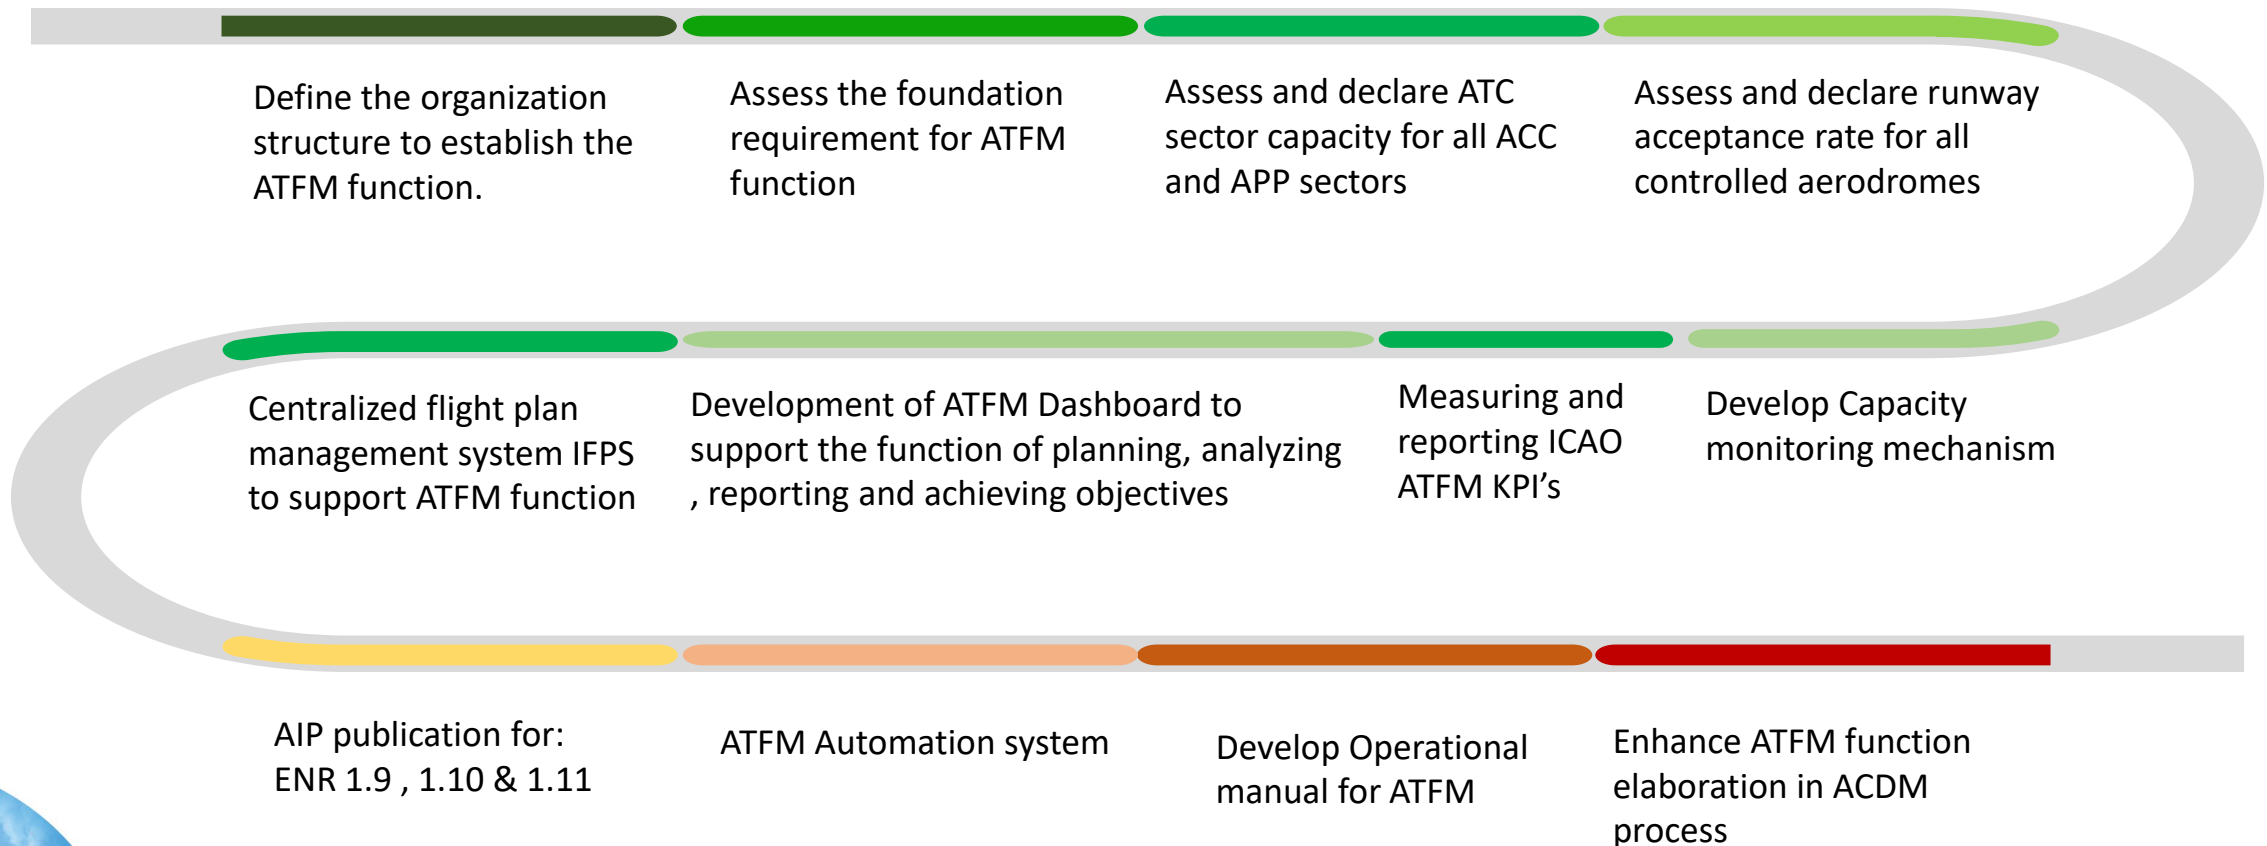 Define the organization
structure to establish the
ATFM function.
Assess the foundation
requirement for ATFM
function
Assess and declare ATC
sector capacity for all ACC
and APP sectors
Assess and declare runway
acceptance rate for all
controlled aerodromes
Centralized flight plan
management system IFPS
to support ATFM function
Development of ATFM Dashboard to
support the function of planning, analyzing
, reporting and achieving objectives
Measuring and
reporting ICAO
ATFM KPI’s
Develop Capacity
monitoring mechanism
AIP publication for:
ENR 1.9 , 1.10 & 1.11
ATFM Automation system
Develop Operational
manual for ATFM
Enhance ATFM function
elaboration in ACDM
process